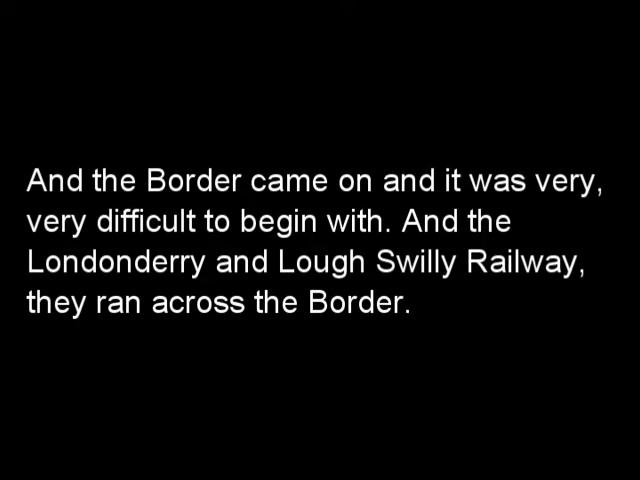 And the Border came on and it was very,
very difficult to begin with. And the
Londonderry and Lough Swilly Railway,
they ran across the Border.